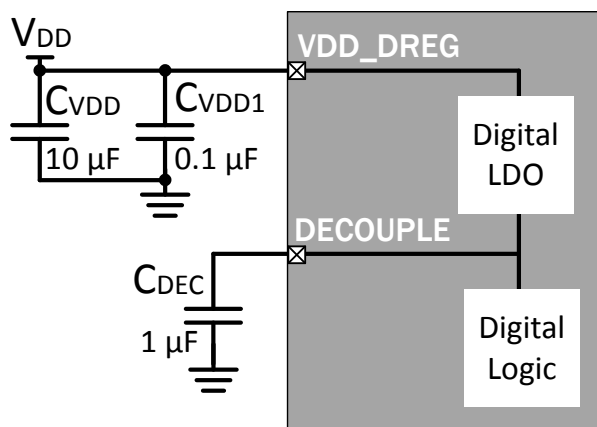 VDD
VDD_DREG
CVDD
CVDD1
10 µF
0.1 µF
Digital
LDO
DECOUPLE
CDEC
1 µF
Digital
Logic